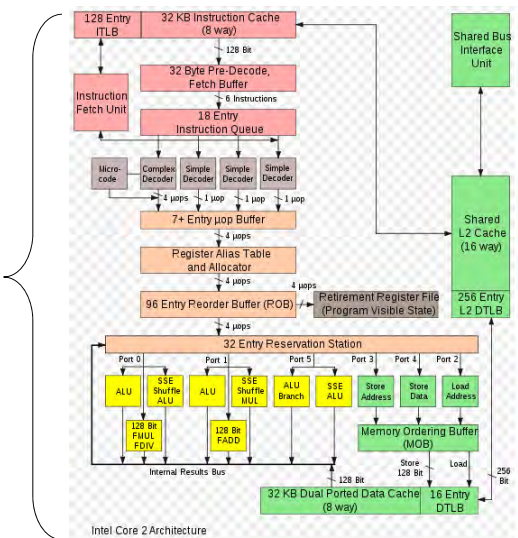 128 Entry
ITLB
32 KB Instruction Cache
(8 way)
Shared Bus
Interface
Unit
128 Bit
32 Byte Pre-Decode,
Fetch Buffer
Instruction
Fetch Unit
6 Instructions
18 Entry
Instruction Queue
Micro-
code
Complex
Decoder
Simple
Decoder
Simple
Decoder
Simple
Decoder
4 µops
1 µop
1 µop
1 µop
Shared
L2 Cache
(16 way)
7+ Entry µop Buffer
4 µops
Register Alias Table
and Allocator
4 µops
4 µops
96 Entry Reorder Buffer (ROB)
Retirement Register File
(Program Visible State)
256 Entry
L2 DTLB
4 µops
32 Entry Reservation Station
Port 0
Port 1
Port 5
Port 3
Port 4
Port 2
ALU
SSE
Shuffle
ALU
ALU
SSE
Shuffle
MUL
ALU
Branch
SSE
ALU
Store
Address
Store
Data
Load
Address
128 Bit
FMUL
FDIV
128 Bit
FADD
Memory Ordering Buffer
(MOB)
Internal Results Bus
Store
128 Bit
Load
256
Bit
128 Bit
32 KB Dual Ported Data Cache
(8 way)
16 Entry
DTLB
Intel Core 2 Architecture